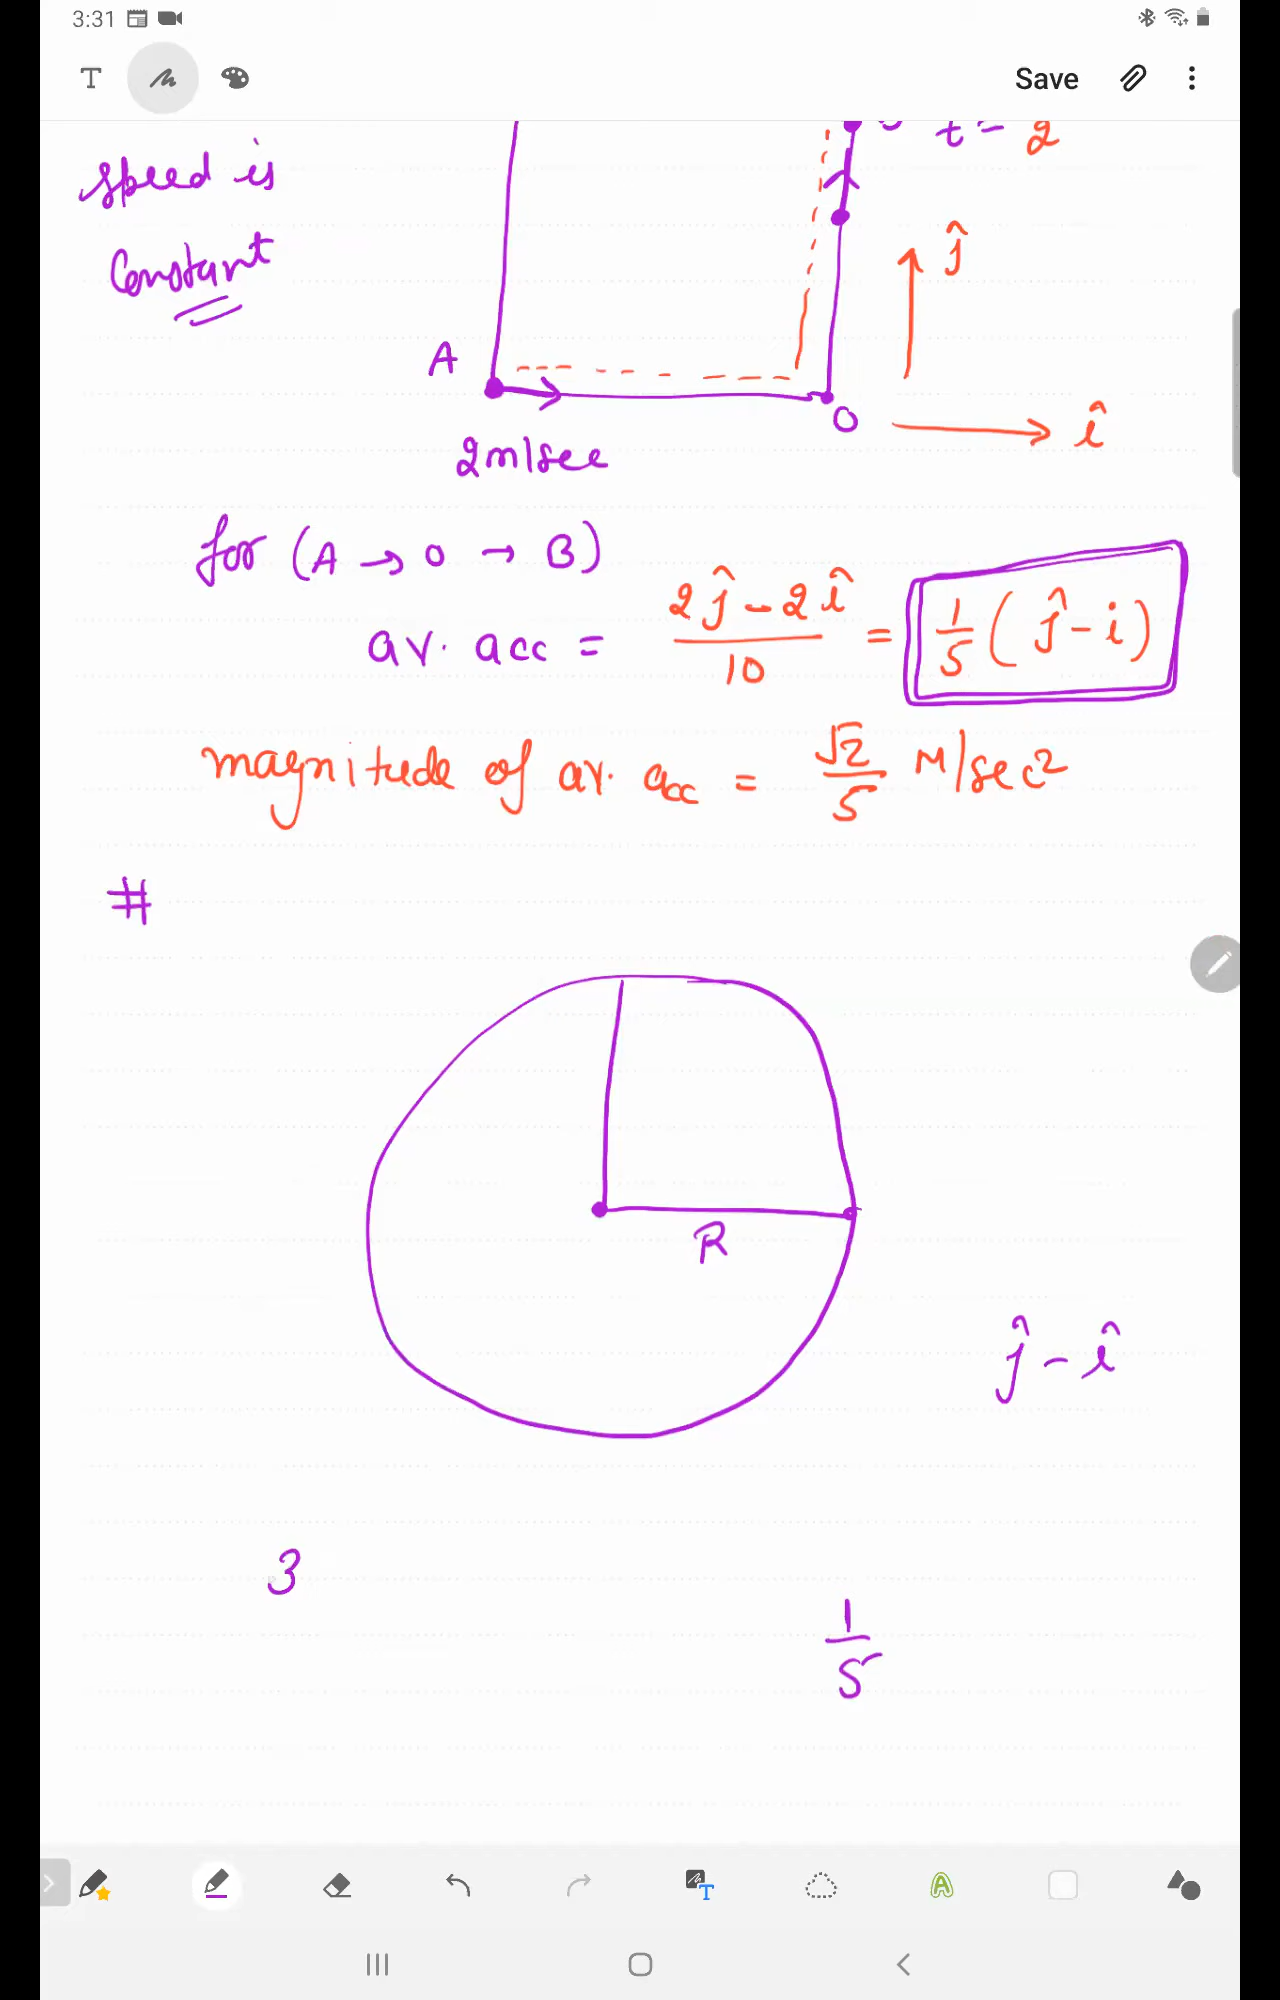 3:31
T
Save
t = 2
speed is
Constant
ĵ
A
O
î
2m/sec
for (A → O → B)
av. acc = 2ĵ - 2î / 10 = 1/5 (ĵ - i)
magnitude of av. acc = √2/5 M/sec²
#
R
ĵ - î
3
1/5
T
A